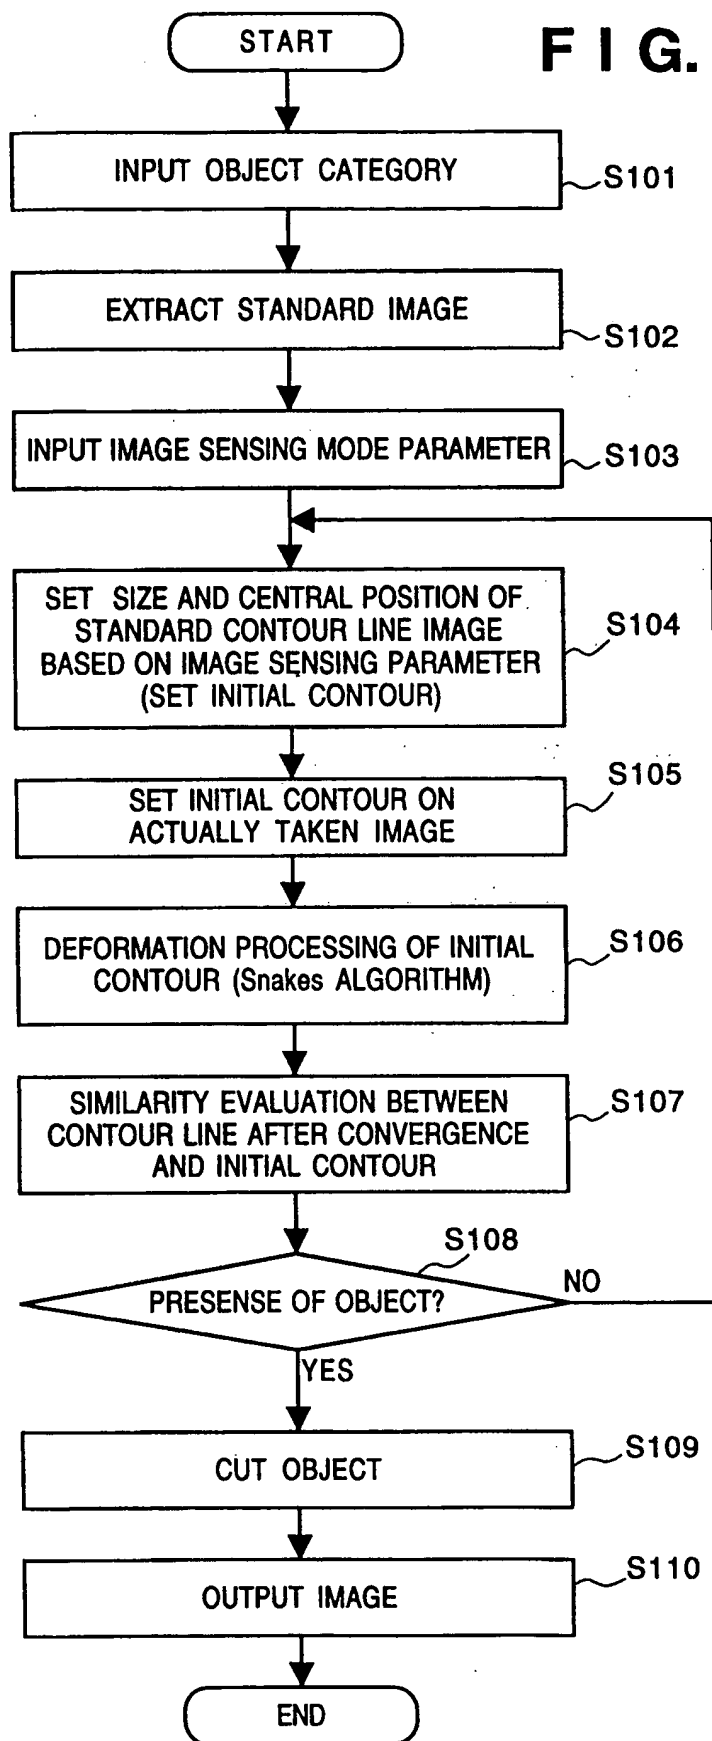 START
FIG.
INPUT OBJECT CATEGORY
S101
EXTRACT STANDARD IMAGE
S102
INPUT IMAGE SENSING MODE PARAMETER
S103
SET SIZE AND CENTRAL POSITION OF
STANDARD CONTOUR LINE IMAGE
BASED ON IMAGE SENSING PARAMETER
(SET INITIAL CONTOUR)
S104
SET INITIAL CONTOUR ON
ACTUALLY TAKEN IMAGE
S105
DEFORMATION PROCESSING OF INITIAL
CONTOUR (Snakes ALGORITHM)
S106
SIMILARITY EVALUATION BETWEEN
CONTOUR LINE AFTER CONVERGENCE
AND INITIAL CONTOUR
S107
S108
PRESENSE OF OBJECT?
NO
YES
CUT OBJECT
S109
OUTPUT IMAGE
S110
END